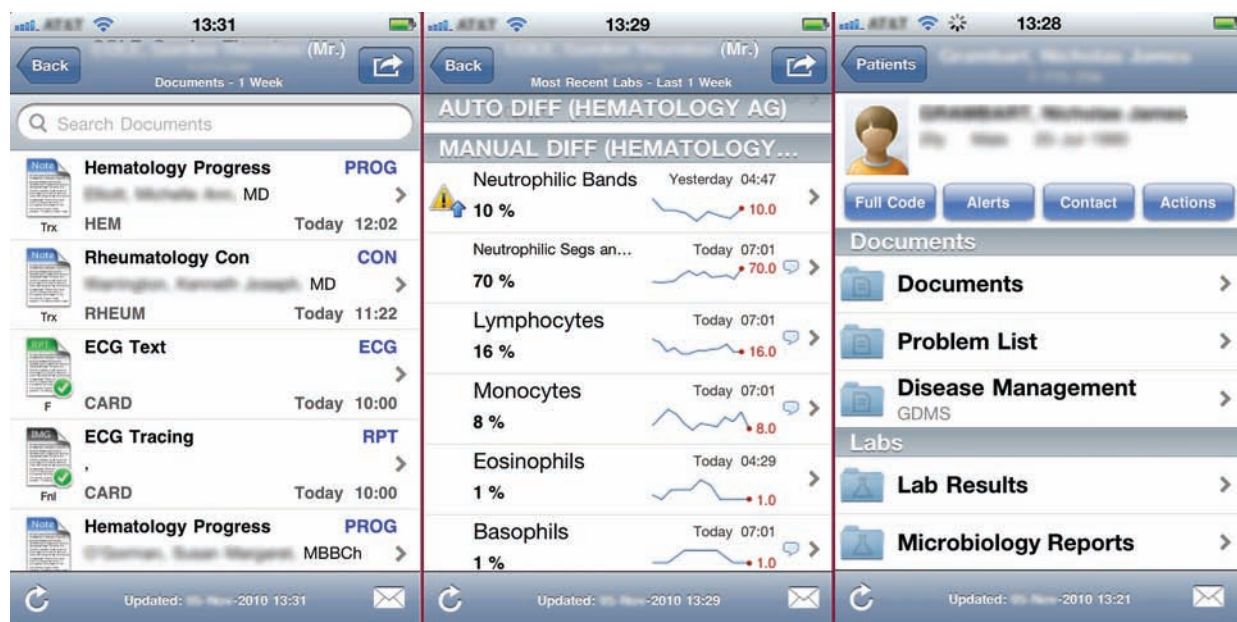 13:31
Back
(Mr.)
Documents - 1 Week
Search Documents
Note
Hematology Progress PROG
MD
Trx HEM Today 12:02
Note
Rheumatology Con CON
MD
Trx RHEUM Today 11:22
RPT
ECG Text ECG
F CARD Today 10:00
IMG
ECG Tracing RPT
,
Fnl CARD Today 10:00
Note
Hematology Progress PROG
MBBCh
Updated: -2010 13:31
13:29
Back
(Mr.)
Most Recent Labs - Last 1 Week
AUTO DIFF (HEMATOLOGY AG)
MANUAL DIFF (HEMATOLOGY...
Neutrophilic Bands Yesterday 04:47
10 % 10.0
Neutrophilic Segs an... Today 07:01
70 % 70.0
Lymphocytes Today 07:01
16 % 16.0
Monocytes Today 07:01
8 % 8.0
Eosinophils Today 04:29
1 % 1.0
Basophils Today 07:01
1 % 1.0
Updated: -2010 13:29
13:28
Patients
Full Code Alerts Contact Actions
Documents
Documents
Problem List
Disease Management
GDMS
Labs
Lab Results
Microbiology Reports
Updated: -2010 13:21